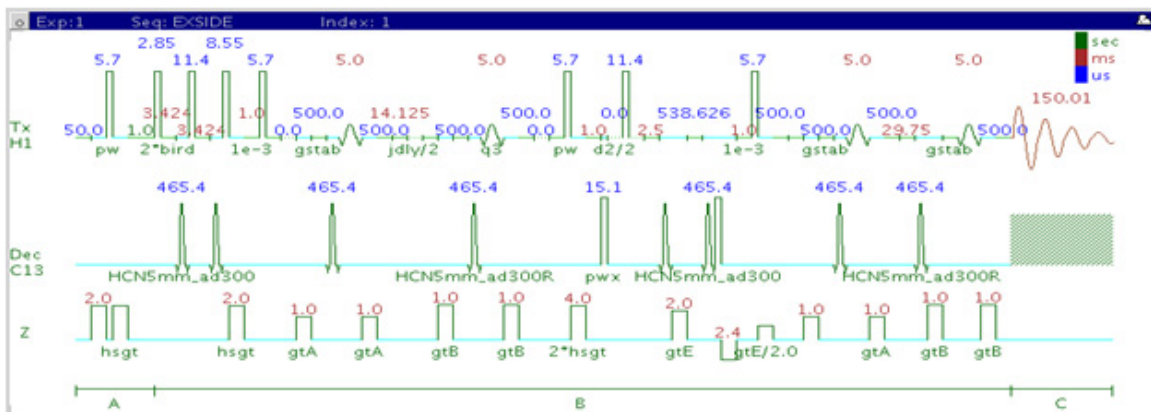 Exp:1 Seq: EXSIDE Index: 1
sec
ms
us
2.85 8.55
5.7 11.4 5.7 5.0 5.0 5.7 11.4 5.7 5.0 5.0
150.01
3.424 1.0 500.0 14.125 500.0 0.0 538.626 500.0 500.0
Tx
H1
50.0 1.0 3.424 0.0 500.0 500.0 0.0 1.0 2.5 1.0 500.0 29.75 500.0
pw 2*bird 1e-3 gstab jdly/2 q3 pw d2/2 1e-3 gstab gstab
465.4 465.4 465.4 15.1 465.4 465.4 465.4
Dec
C13
HCN5mm_ad300 HCN5mm_ad300R pwx HCN5mm_ad300 HCN5mm_ad300R
2.0 2.0 1.0 1.0 1.0 1.0 4.0 2.0 2.4 1.0 1.0 1.0 1.0
Z
hsgt hsgt gtA gtA gtB gtB 2*hsgt gtE gtE/2.0 gtA gtB gtB
A B C